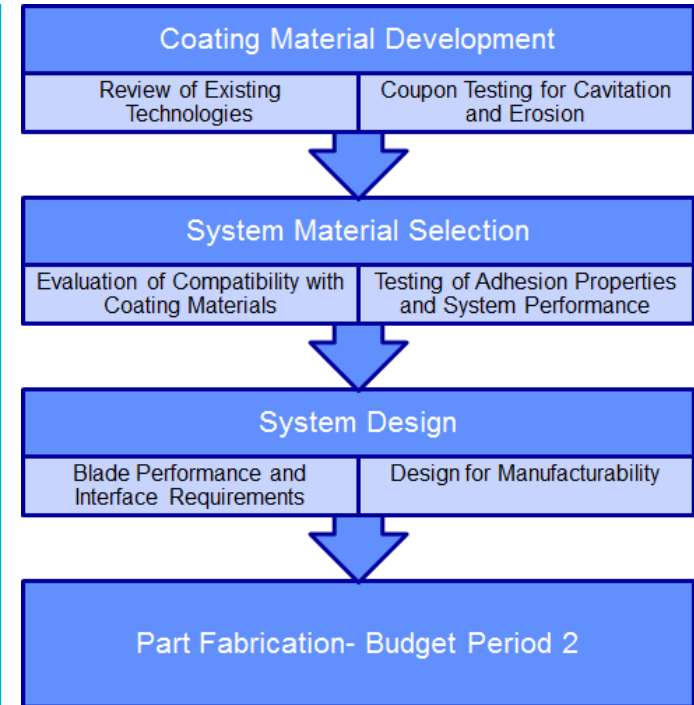 Coating Material Development
Review of Existing
Technologies
Coupon Testing for Cavitation
and Erosion
System Material Selection
Evaluation of Compatibility with
Coating Materials
Testing of Adhesion Properties
and System Performance
System Design
Blade Performance and
Interface Requirements
Design for Manufacturability
Part Fabrication- Budget Period 2